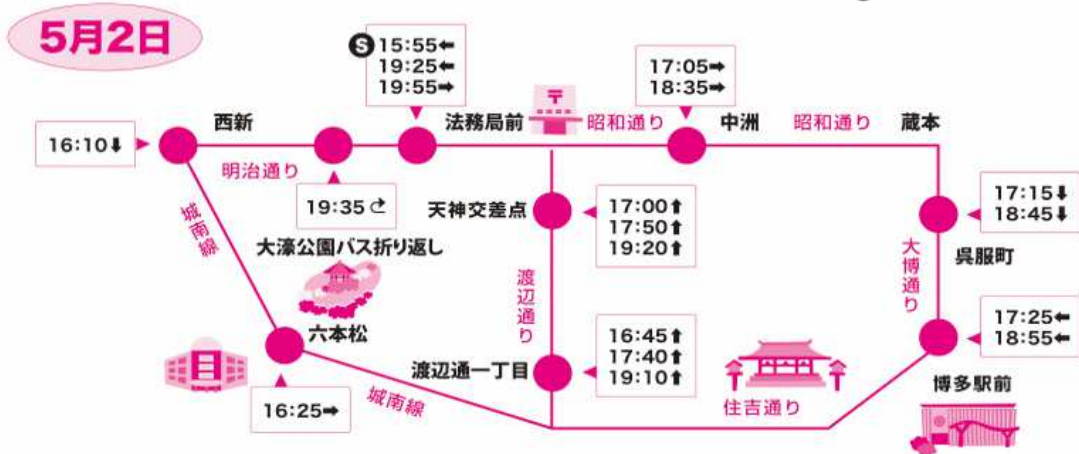 5月2日
S 15:55←
19:25←
19:55→
17:05→
18:35→
西新
法務局前
〒
昭和通り
中洲
昭和通り
蔵本
16:10↓
明治通り
19:35
天神交差点
17:00↑
17:50↑
19:20↑
17:15↓
18:45↓
呉服町
城南線
大濠公園バス折り返し
渡辺通り
大博通り
六本松
渡辺通一丁目
16:45↑
17:40↑
19:10↑
17:25←
18:55←
博多駅前
16:25→
城南線
住吉通り